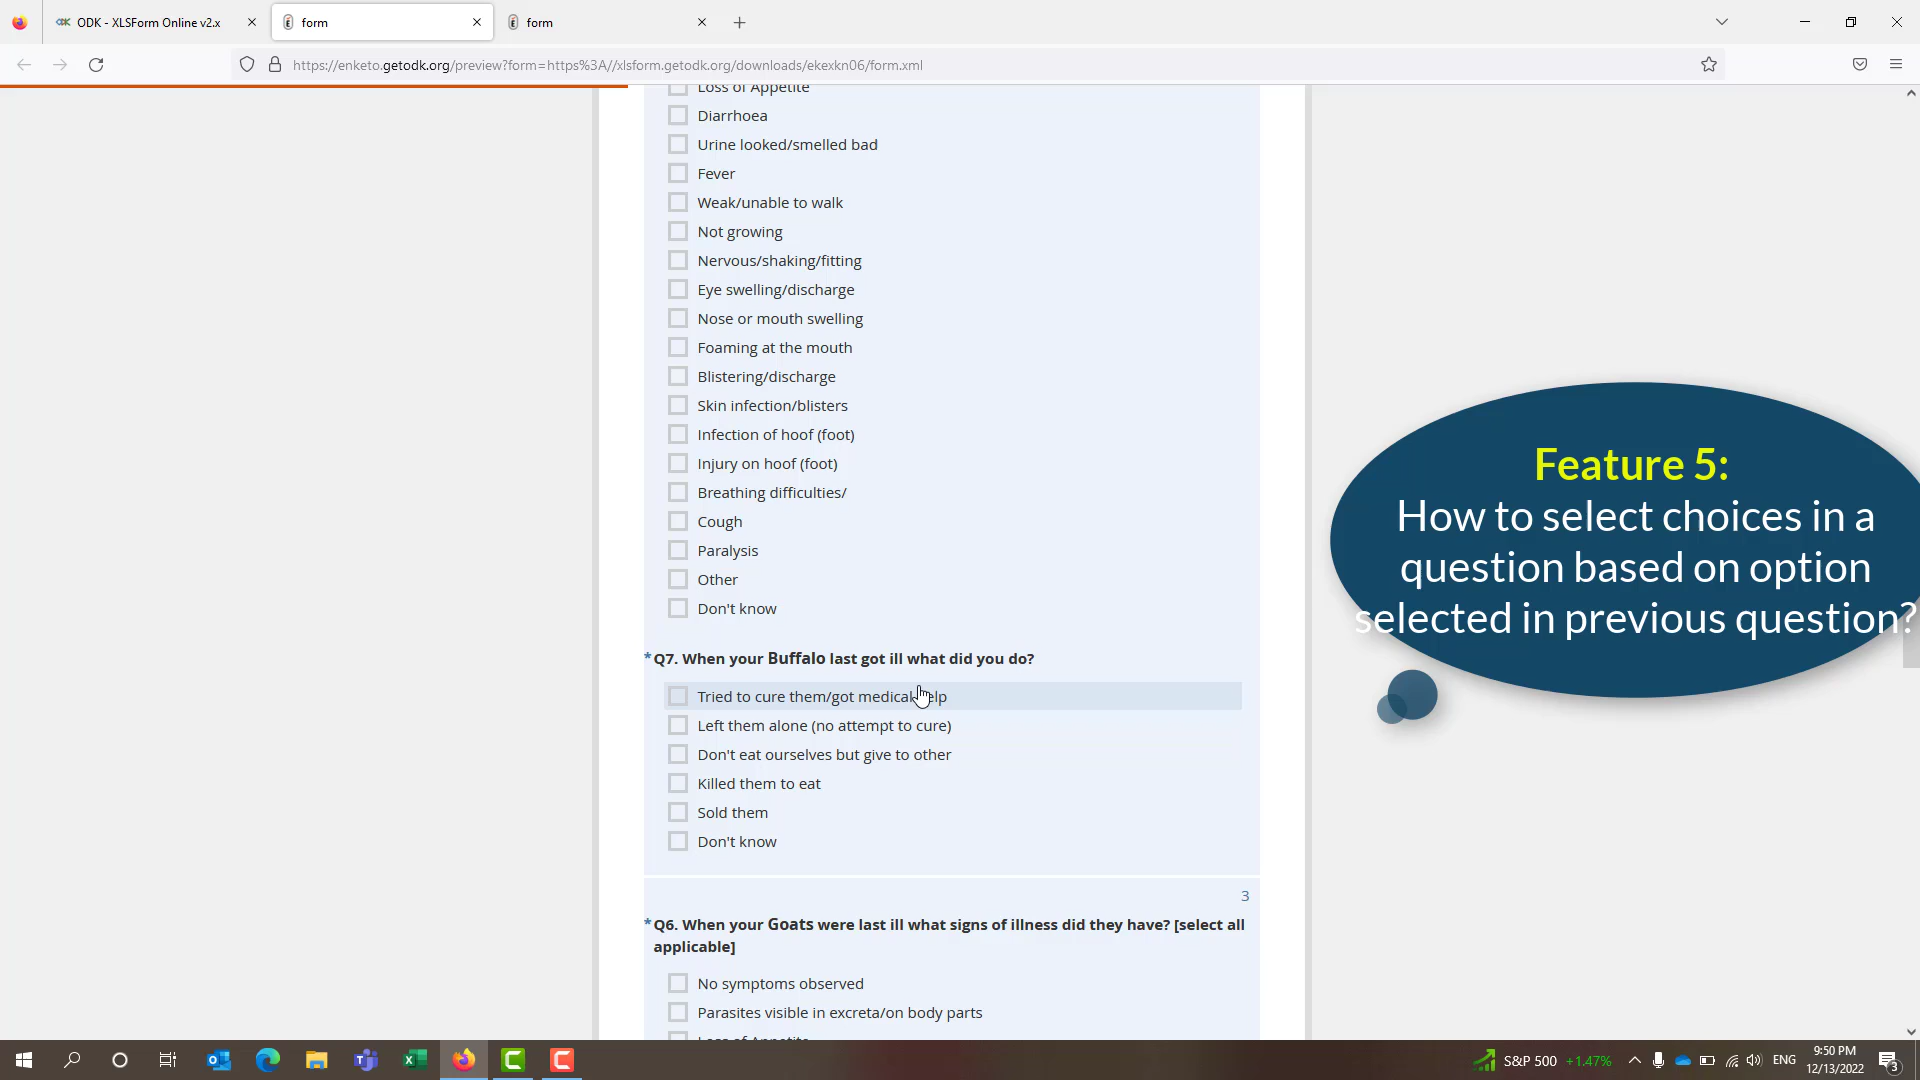 ODK - XLSForm Online v2.x
form
form
https://enketo.getodk.org/preview?form=https%3A//xlsform.getodk.org/downloads/ekexkn06/form.xml
Loss of Appetite
Diarrhoea
Urine looked/smelled bad
Fever
Weak/unable to walk
Not growing
Nervous/shaking/fitting
Eye swelling/discharge
Nose or mouth swelling
Foaming at the mouth
Blistering/discharge
Skin infection/blisters
Infection of hoof (foot)
Injury on hoof (foot)
Breathing difficulties/
Cough
Paralysis
Other
Don't know
*Q7. When your Buffalo last got ill what did you do?
Tried to cure them/got medical help
Left them alone (no attempt to cure)
Don't eat ourselves but give to other
Killed them to eat
Sold them
Don't know
3
*Q6. When your Goats were last ill what signs of illness did they have? [select all
applicable]
No symptoms observed
Parasites visible in excreta/on body parts
Loss of Appetite
Feature 5:
How to select choices in a
question based on option
selected in previous question?
S&P 500 +1.47%
ENG
9:50 PM
12/13/2022
3